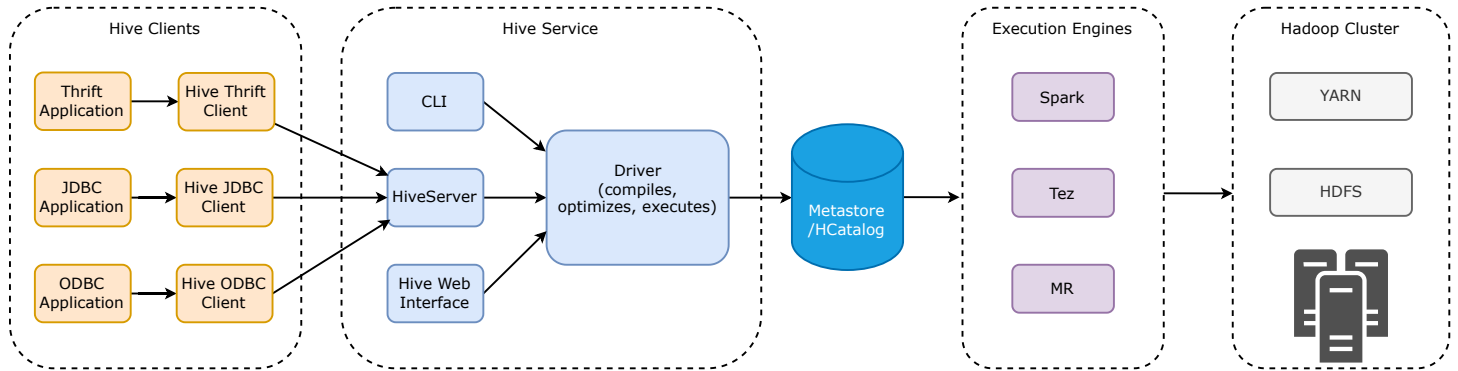 Hive Clients
Thrift
Application
Hive Thrift
Client
JDBC
Application
Hive JDBC
Client
ODBC
Application
Hive ODBC
Client
Hive Service
CLI
HiveServer
Hive Web
Interface
Driver
(compiles,
optimizes, executes)
Metastore
/HCatalog
Execution Engines
Spark
Tez
MR
Hadoop Cluster
YARN
HDFS